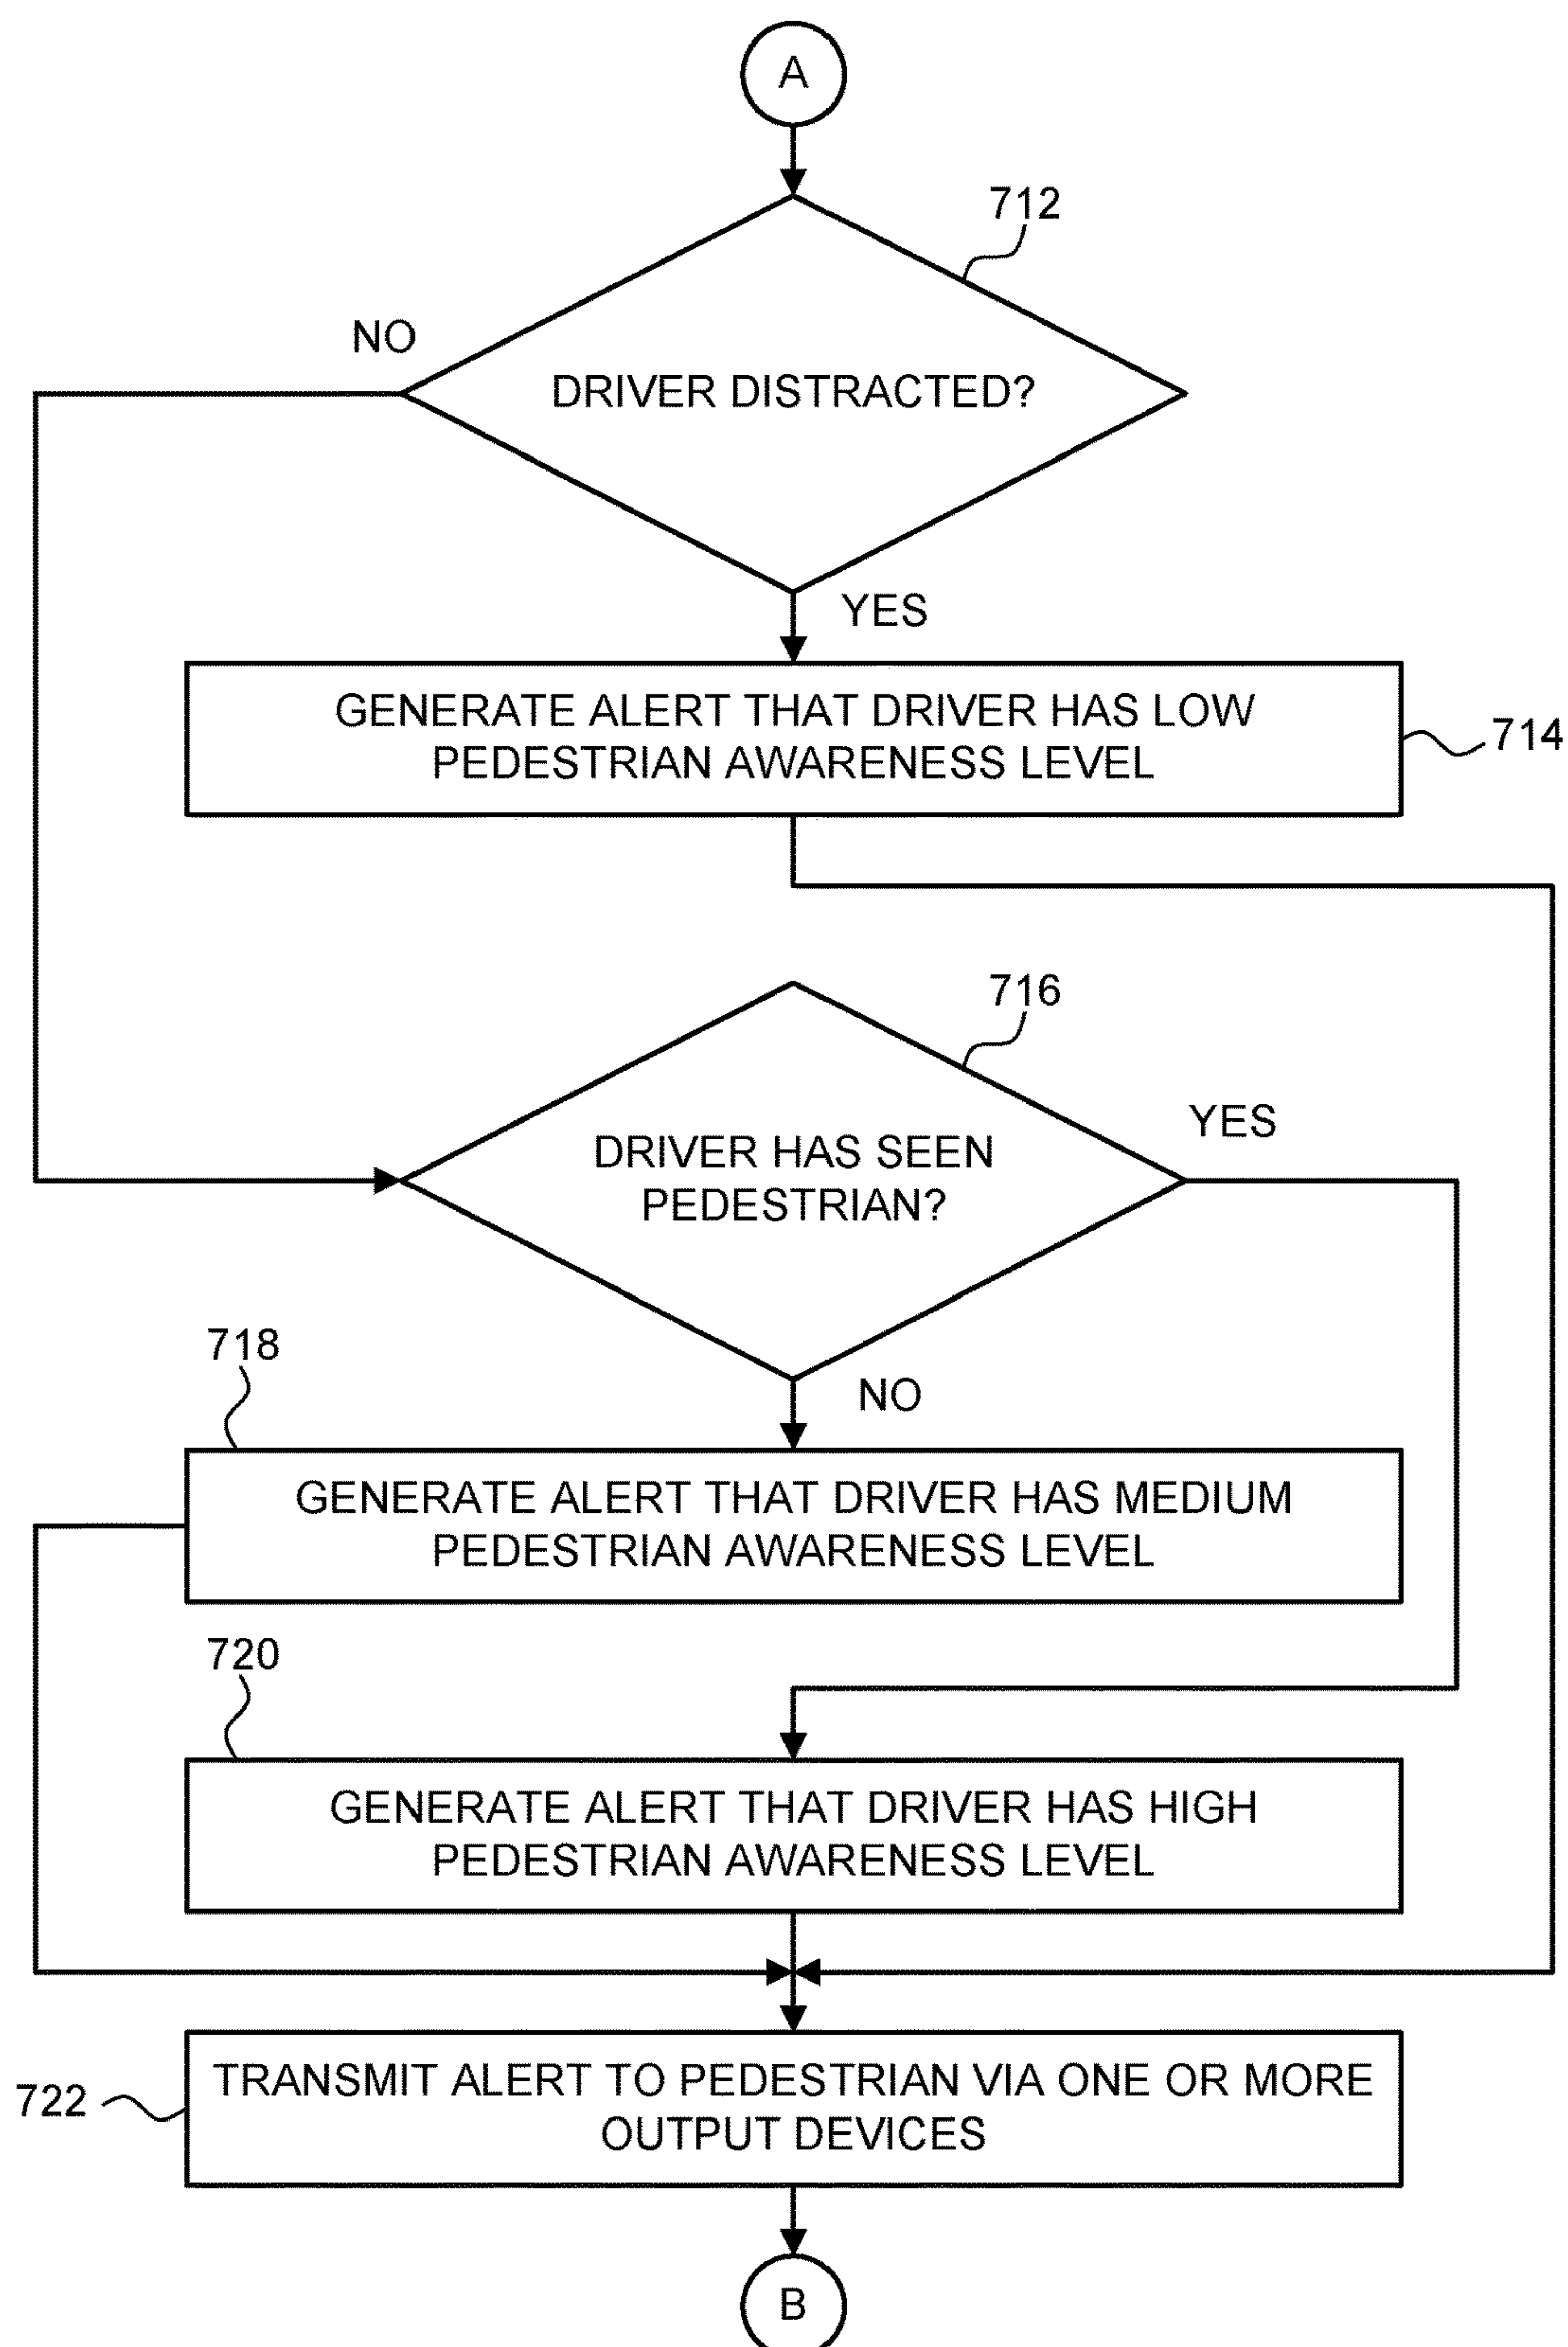 A
712
NO
DRIVER DISTRACTED?
YES
GENERATE ALERT THAT DRIVER HAS LOW
PEDESTRIAN AWARENESS LEVEL
714
716
YES
DRIVER HAS SEEN
PEDESTRIAN?
718
NO
GENERATE ALERT THAT DRIVER HAS MEDIUM
PEDESTRIAN AWARENESS LEVEL
720
GENERATE ALERT THAT DRIVER HAS HIGH
PEDESTRIAN AWARENESS LEVEL
722
TRANSMIT ALERT TO PEDESTRIAN VIA ONE OR MORE
OUTPUT DEVICES
B